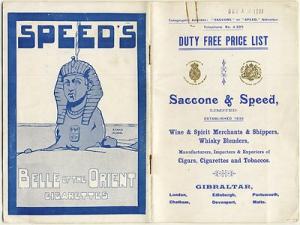 SPEED'S
BELLE OF THE ORIENT
CIGARETTES
Telegraphic Address: "SACCONE" or "SPEED", Gibraltar
Telephone No.
DUTY FREE PRICE LIST
Saccone & Speed,
LIMITED.
ESTABLISHED 1839
Wine & Spirit Merchants & Shippers,
Whisky Blenders,
Manufacturers, Importers & Exporters of
Cigars, Cigarettes and Tobaccos.
GIBRALTAR,
London, Edinburgh, Portsmouth,
Chatham, Devonport, Malta.